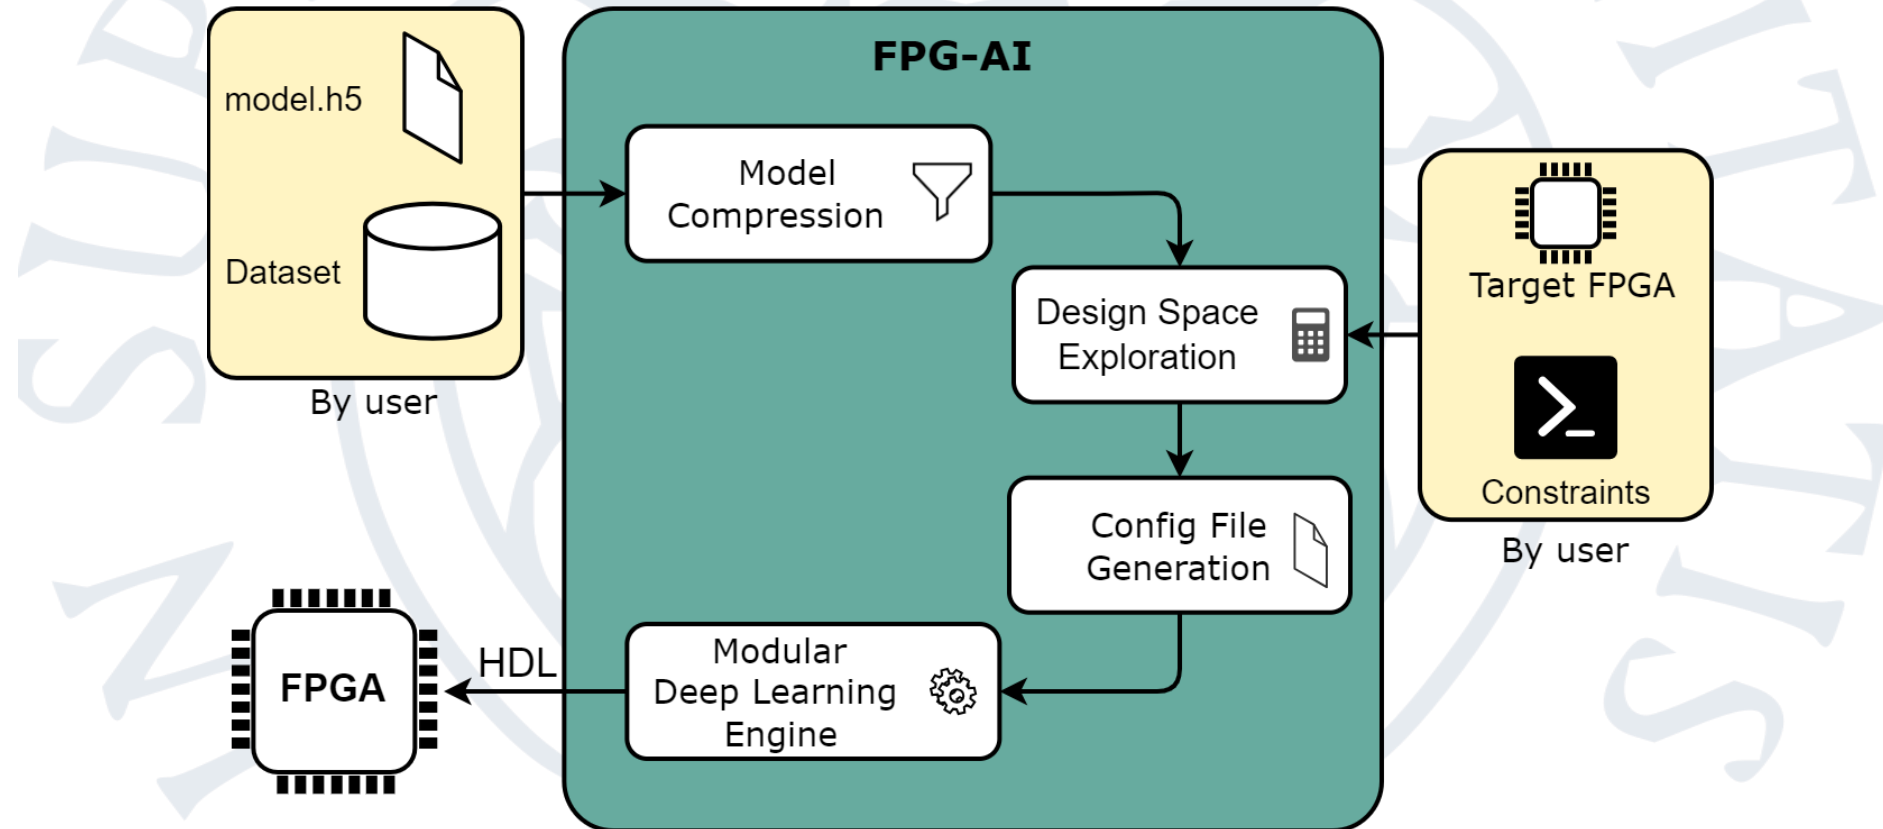 FPG-AI
model.h5
Dataset
By user
Model
Compression
Design Space
Exploration
Target FPGA
Constraints
By user
Config File
Generation
Modular
Deep Learning
Engine
HDL
FPGA